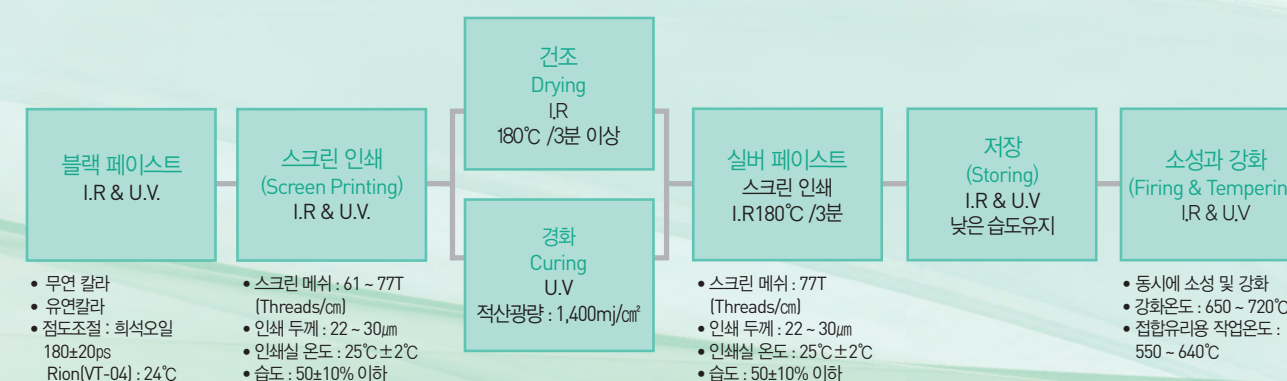 블랙 페이스트
I.R & U.V.
• 무연 칼라
• 유연칼라
• 점도조절 : 희석오일
180±20ps
Rion(VT-04) : 24℃
스크린 인쇄
(Screen Printing)
I.R & U.V.
• 스크린 메쉬 : 61 ~ 77T
(Threads/㎝)
• 인쇄 두께 : 22 ~ 30㎛
• 인쇄실 온도 : 25℃±2℃
• 습도 : 50±10% 이하
건조
Drying
I.R
180℃ /3분 이상
경화
Curing
U.V
적산광량 : 1,400mj/㎠
실버 페이스트
스크린 인쇄
I.R180℃ /3분
• 스크린 메쉬 : 77T
(Threads/㎝)
• 인쇄 두께 : 22 ~ 30㎛
• 인쇄실 온도 : 25℃±2℃
• 습도 : 50±10% 이하
저장
(Storing)
I.R & U.V
낮은 습도유지
소성과 강화
(Firing & Temperin
I.R & U.V
• 동시에 소성 및 강화
• 강화온도 : 650 ~ 720℃
• 접합유리용 작업온도 :
550 ~ 640℃